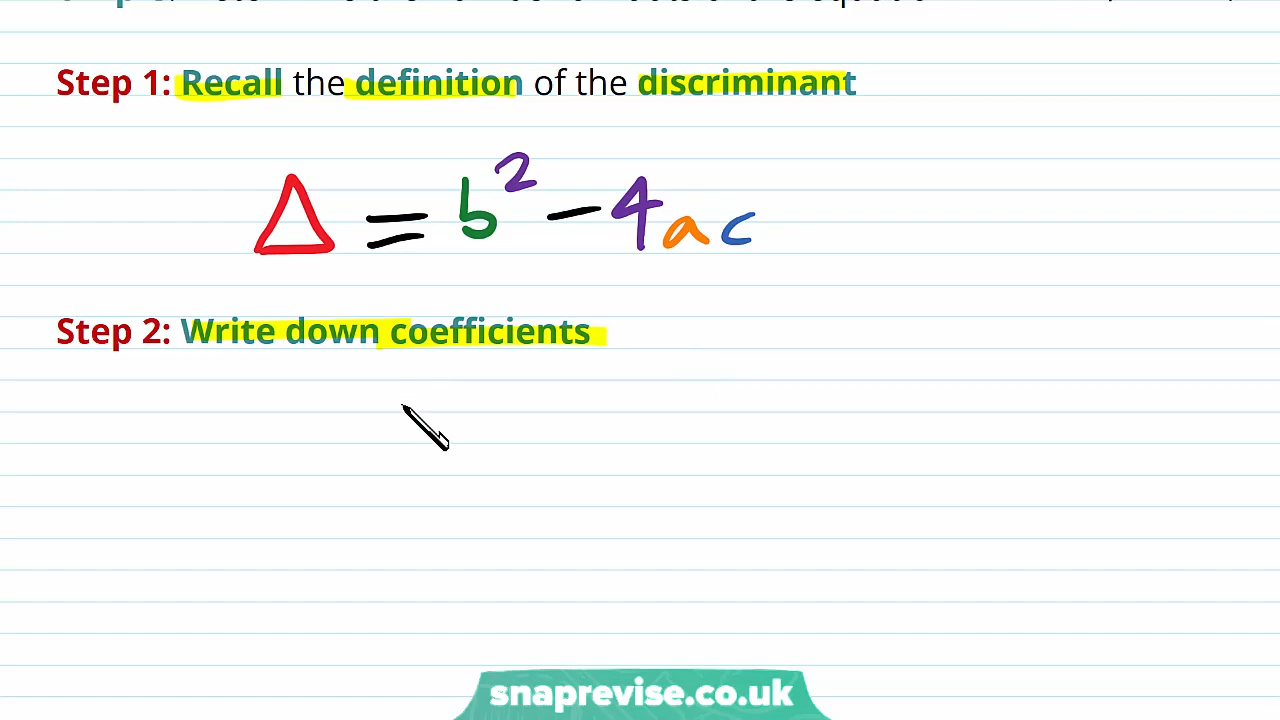 Step 1: Recall the definition of the discriminant
Δ = b² - 4ac
Step 2: Write down coefficients
snaprevise.co.uk